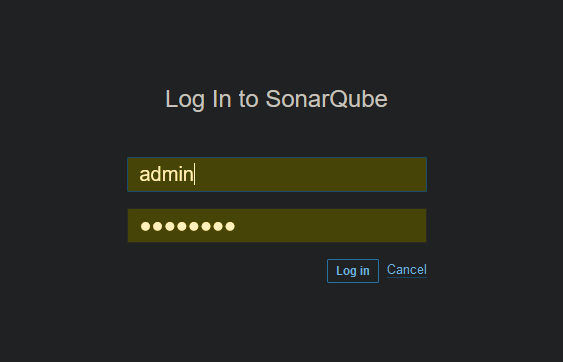 Log In to SonarQube
admin
••••••••
Log in Cancel